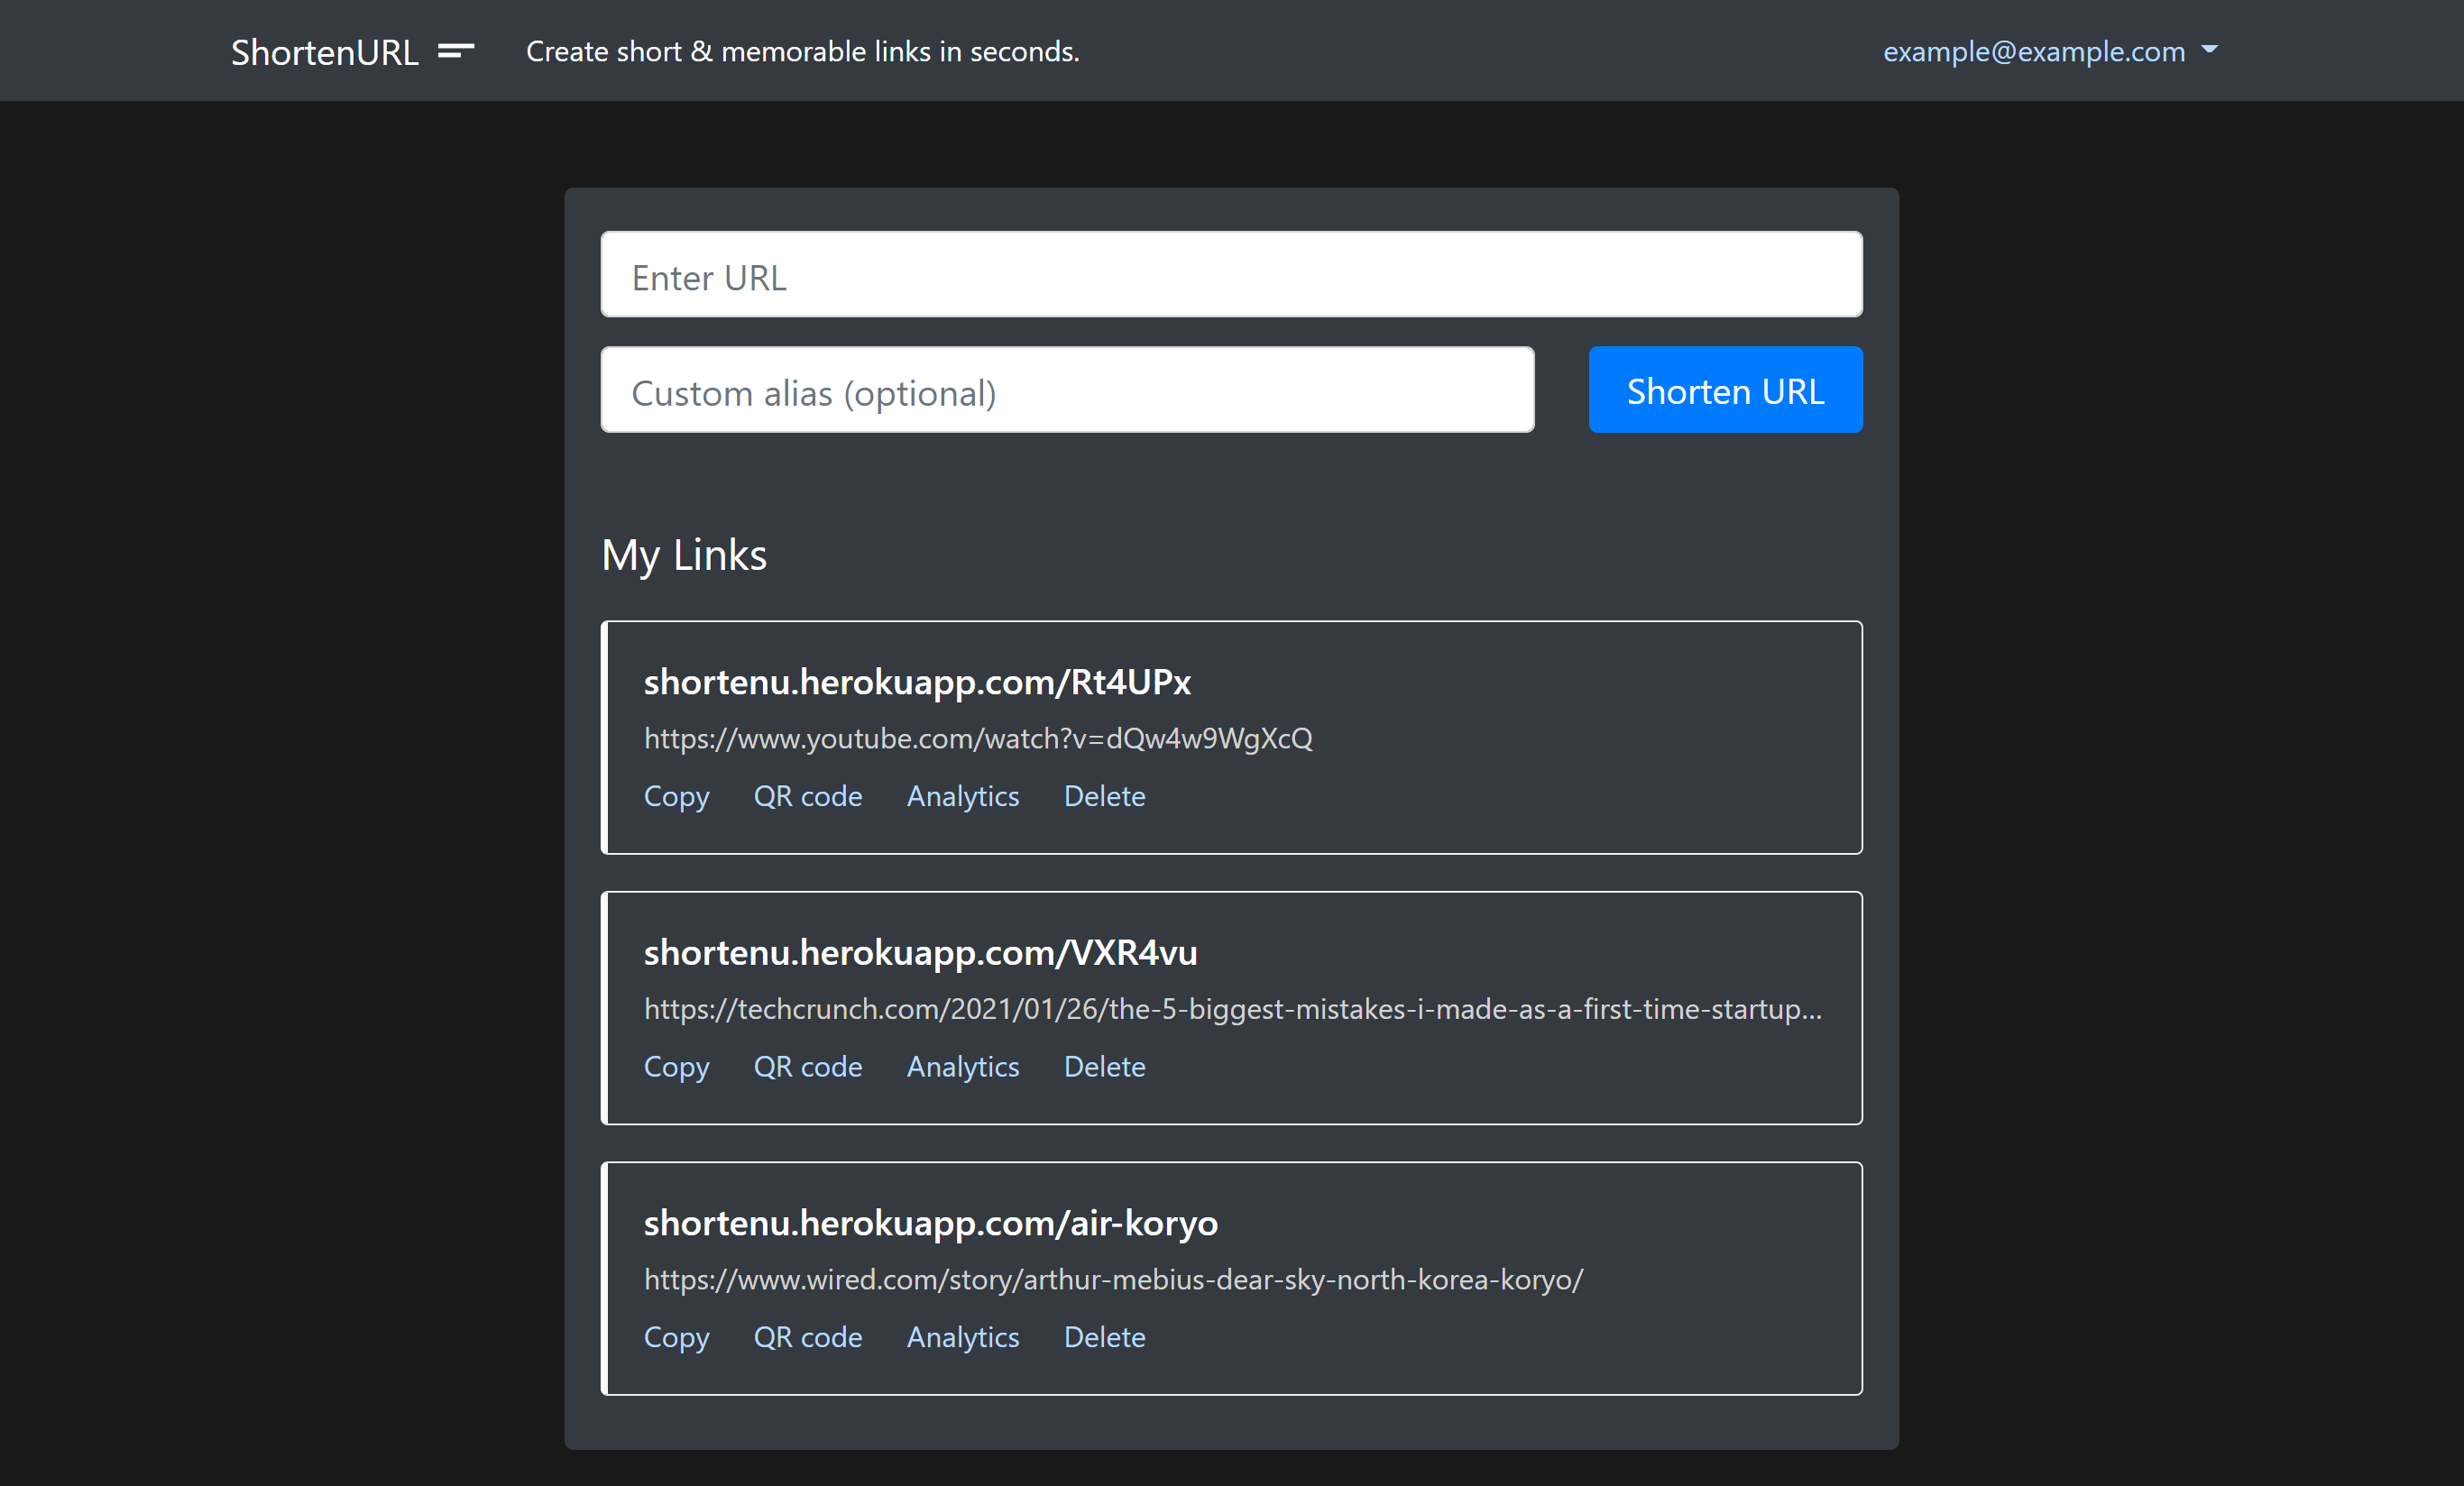 ShortenURL Create short & memorable links in seconds. example@example.com
Enter URL
Custom alias (optional) Shorten URL
My Links
shortenu.herokuapp.com/Rt4UPx
https://www.youtube.com/watch?v=dQw4w9WgXcQ
Copy QR code Analytics Delete
shortenu.herokuapp.com/VXR4vu
https://techcrunch.com/2021/01/26/the-5-biggest-mistakes-i-made-as-a-first-time-startup...
Copy QR code Analytics Delete
shortenu.herokuapp.com/air-koryo
https://www.wired.com/story/arthur-mebius-dear-sky-north-korea-koryo/
Copy QR code Analytics Delete